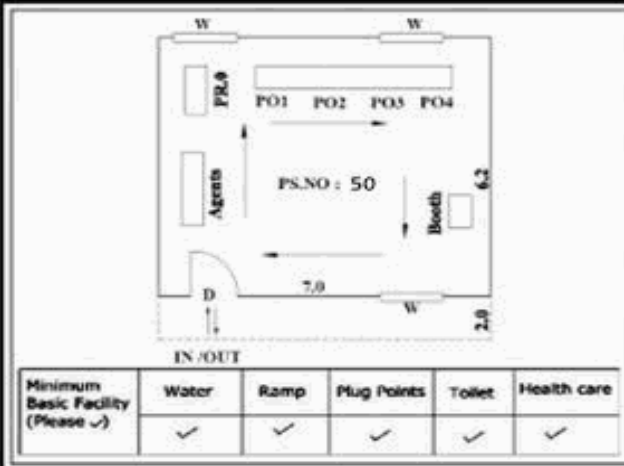 W W
PR.0
PO1 PO2 PO3 PO4
Agents
PS.NO : 50
Booth
6.2
7.0
D
W
2.0
IN /OUT
Minimum Basic Facility (Please ✓) Water Ramp Plug Points Toilet Health care
✓ ✓ ✓ ✓ ✓